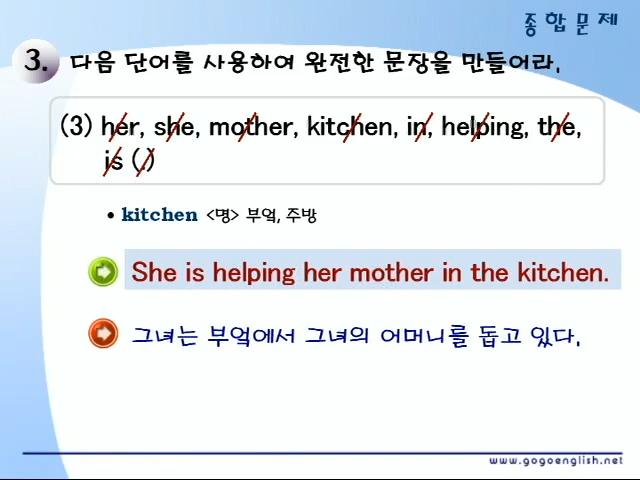 종합문제
3. 다음 단어를 사용하여 완전한 문장을 만들어라.
(3) her, she, mother, kitchen, in, helping, the,
is (.)
• kitchen <명> 부엌, 주방
She is helping her mother in the kitchen.
그녀는 부엌에서 그녀의 어머니를 돕고 있다.
www.gogoenglish.net